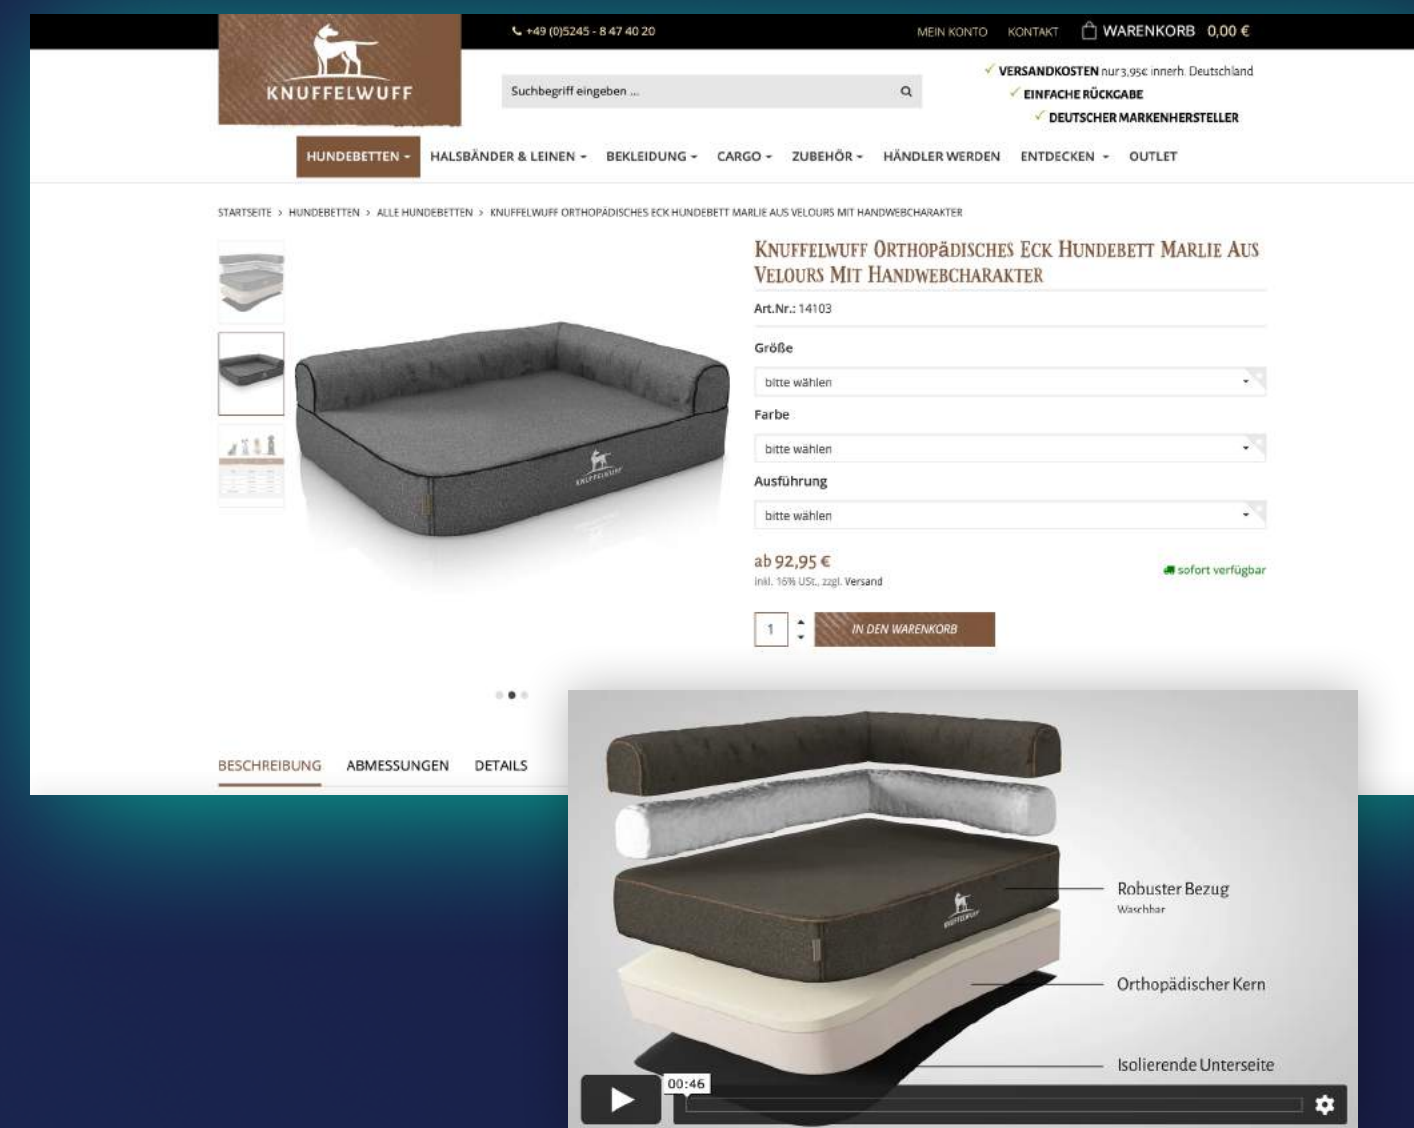 +49 (0)5245 - 8 47 40 20
MEIN KONTO KONTAKT WARENKORB 0,00 €
KNUFFELWUFF
Suchbegriff eingeben ...
VERSANDKOSTEN nur 3,95€ innerh. Deutschland
EINFACHE RÜCKGABE
DEUTSCHER MARKENHERSTELLER
HUNDEBETTEN HALSBÄNDER & LEINEN BEKLEIDUNG CARGO ZUBEHÖR HÄNDLER WERDEN ENTDECKEN OUTLET
STARTSEITE > HUNDEBETTEN > ALLE HUNDEBETTEN > KNUFFELWUFF ORTHOPÄDISCHES ECK HUNDEBETT MARLIE AUS VELOURS MIT HANDWEBCHARAKTER
KNUFFELWUFF ORTHOPäDISCHES ECK HUNDEBETT MARLIE AUS
VELOURS MIT HANDWEBCHARAKTER
Art.Nr.: 14103
Größe
bitte wählen
Farbe
bitte wählen
Ausführung
bitte wählen
KNUFFELWUFF
ab 92,95 €
inkl. 16% USt., zzgl. Versand
sofort verfügbar
1
IN DEN WARENKORB
BESCHREIBUNG ABMESSUNGEN DETAILS
Robuster Bezug
Waschbar
KNUFFELWUFF
Orthopädischer Kern
Isolierende Unterseite
00:46